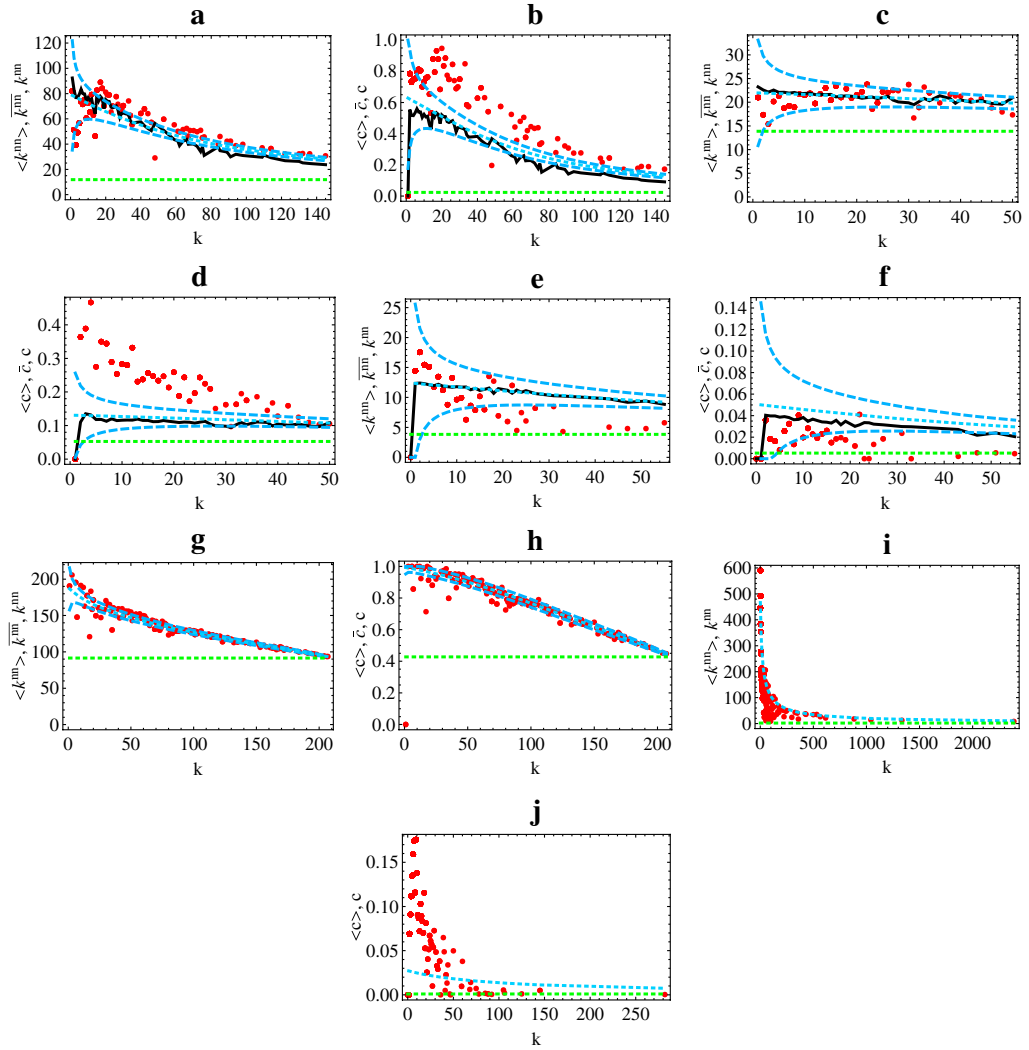 a b c
<k^nn>, \overline{k^nn}, k^nn
0 20 40 60 80 100 120
0 20 40 60 80 100 120 140
k
<c>, c̄, c
0.0 0.2 0.4 0.6 0.8 1.0
0 20 40 60 80 100 120 140
k
<k^nn>, \overline{k^nn}, k^nn
0 5 10 15 20 25 30
0 10 20 30 40 50
k
d e f
<c>, c̄, c
0.0 0.1 0.2 0.3 0.4
0 10 20 30 40 50
k
<k^nn>, \overline{k^nn}, k^nn
0 5 10 15 20 25
0 10 20 30 40 50
k
<c>, c̄, c
0.00 0.02 0.04 0.06 0.08 0.10 0.12 0.14
0 10 20 30 40 50
k
g h i
<k^nn>, \overline{k^nn}, k^nn
0 50 100 150 200
0 50 100 150 200
k
<c>, c̄, c
0.0 0.2 0.4 0.6 0.8 1.0
0 50 100 150 200
k
<k^nn>, k^nn
0 100 200 300 400 500 600
0 500 1000 1500 2000
k
j
<c>, c
0.00 0.05 0.10 0.15
0 50 100 150 200 250
k